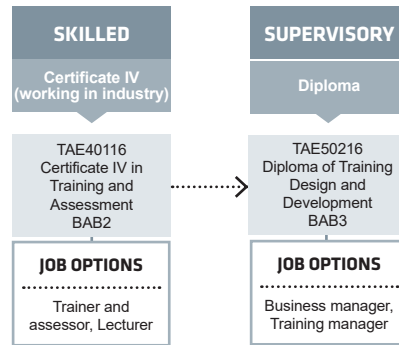 SKILLED
Certificate IV
(working in industry)
TAE40116
Certificate IV in
Training and
Assessment
BAB2
JOB OPTIONS
Trainer and
assessor, Lecturer
SUPERVISORY
Diploma
TAE50216
Diploma of Training
Design and
Development
BAB3
JOB OPTIONS
Business manager,
Training manager